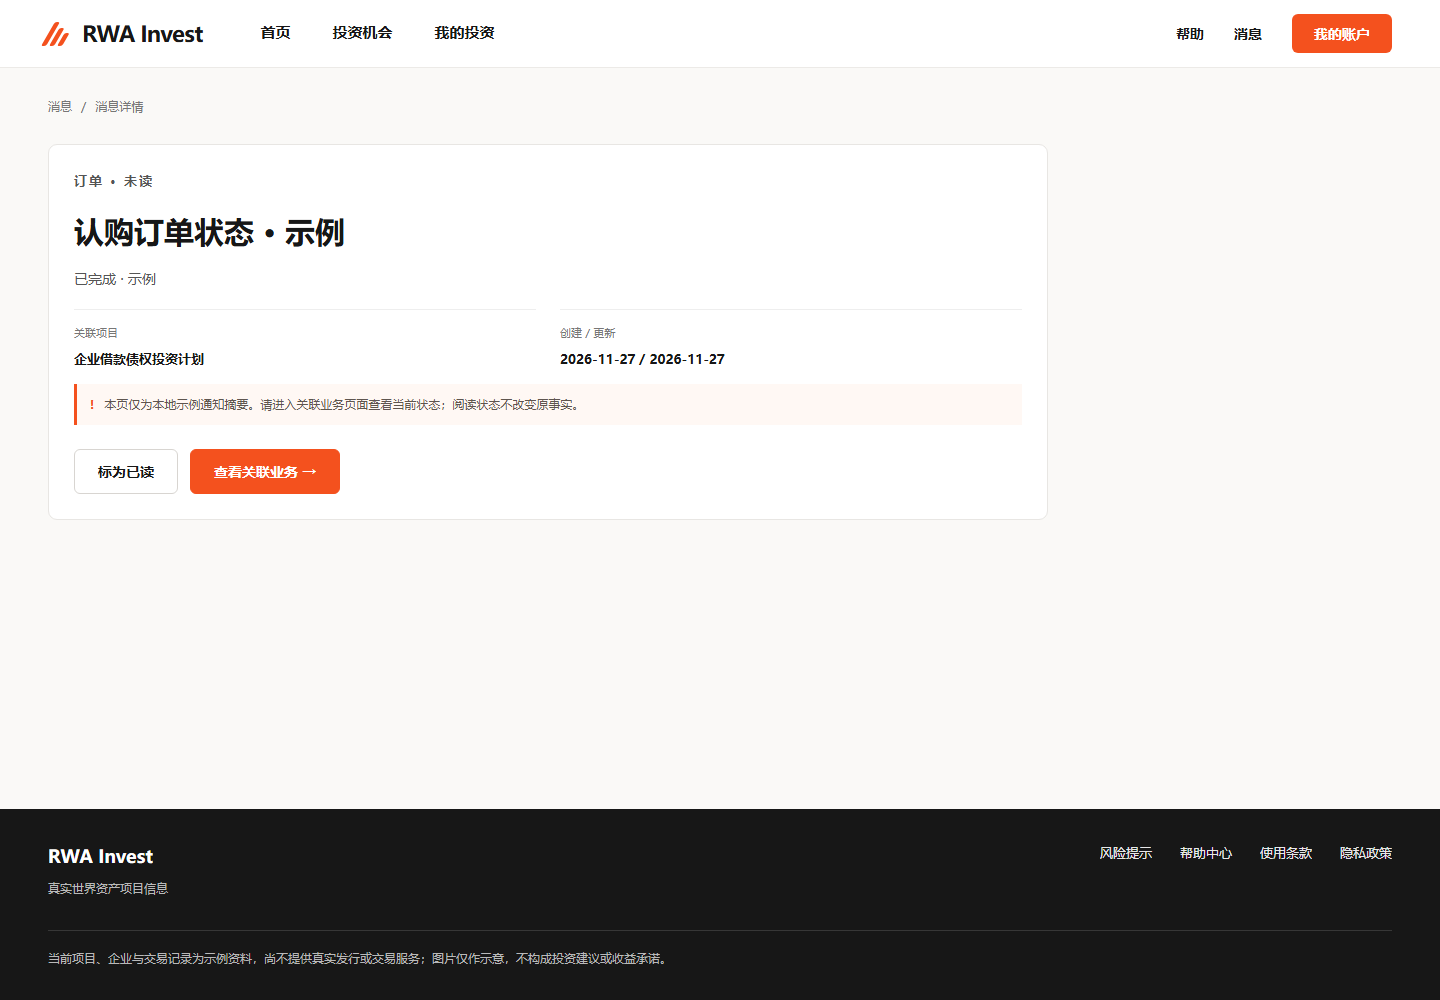 RWA Invest
首页
投资机会
我的投资
帮助
消息
我的账户
消息 / 消息详情
订单 • 未读
认购订单状态 • 示例
已完成 · 示例
关联项目
企业借款债权投资计划
创建 / 更新
2026-11-27 / 2026-11-27
! 本页仅为本地示例通知摘要。请进入关联业务页面查看当前状态；阅读状态不改变原事实。
标为已读
查看关联业务 →
RWA Invest
真实世界资产项目信息
风险提示
帮助中心
使用条款
隐私政策
当前项目、企业与交易记录为示例资料，尚不提供真实发行或交易服务；图片仅作示意，不构成投资建议或收益承诺。